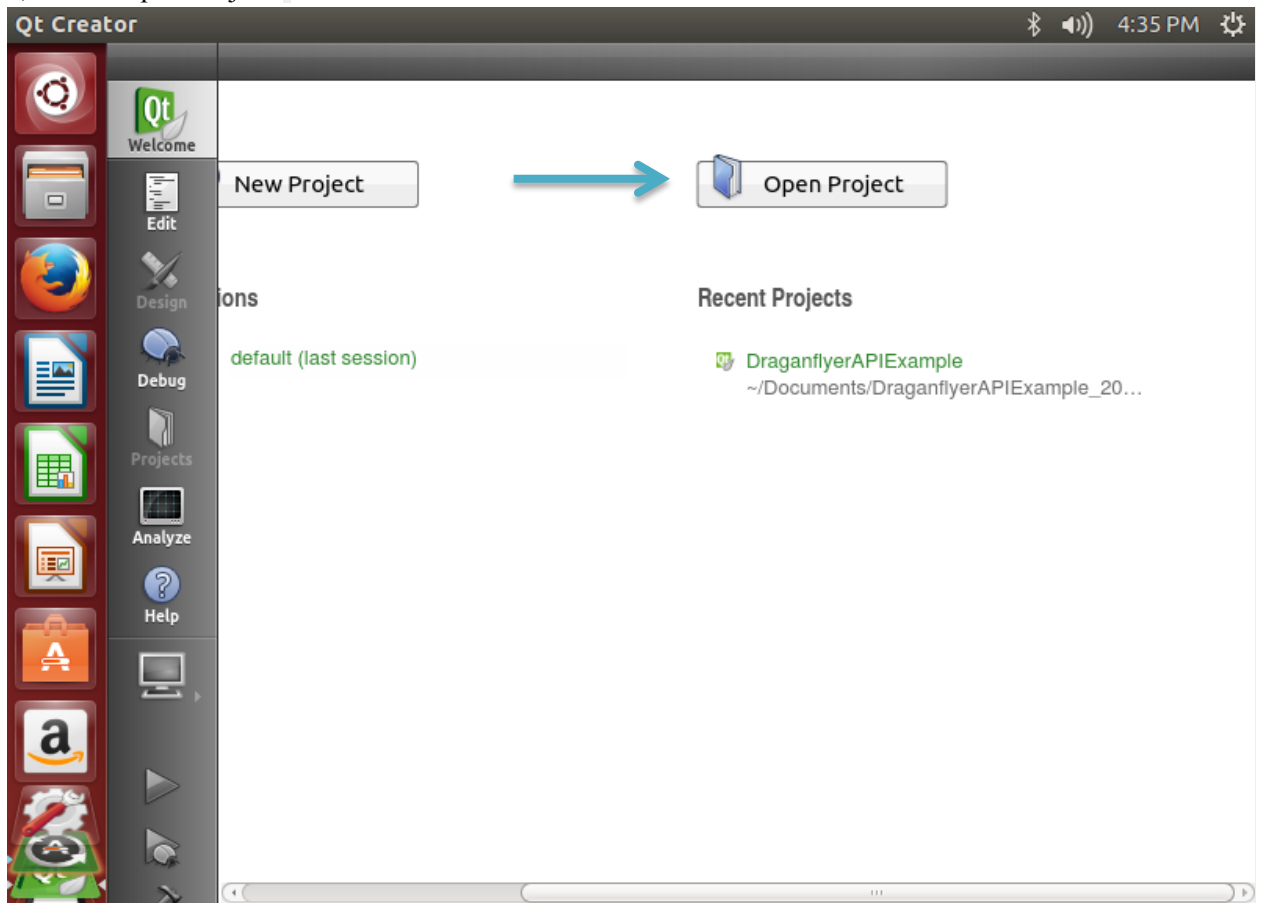 Qt Creator
4:35 PM
Qt
Welcome
New Project
Open Project
Edit
Design
ions
Recent Projects
default (last session)
DraganflyerAPIExample
~/Documents/DraganflyerAPIExample_20…
Debug
Projects
Analyze
Help
a